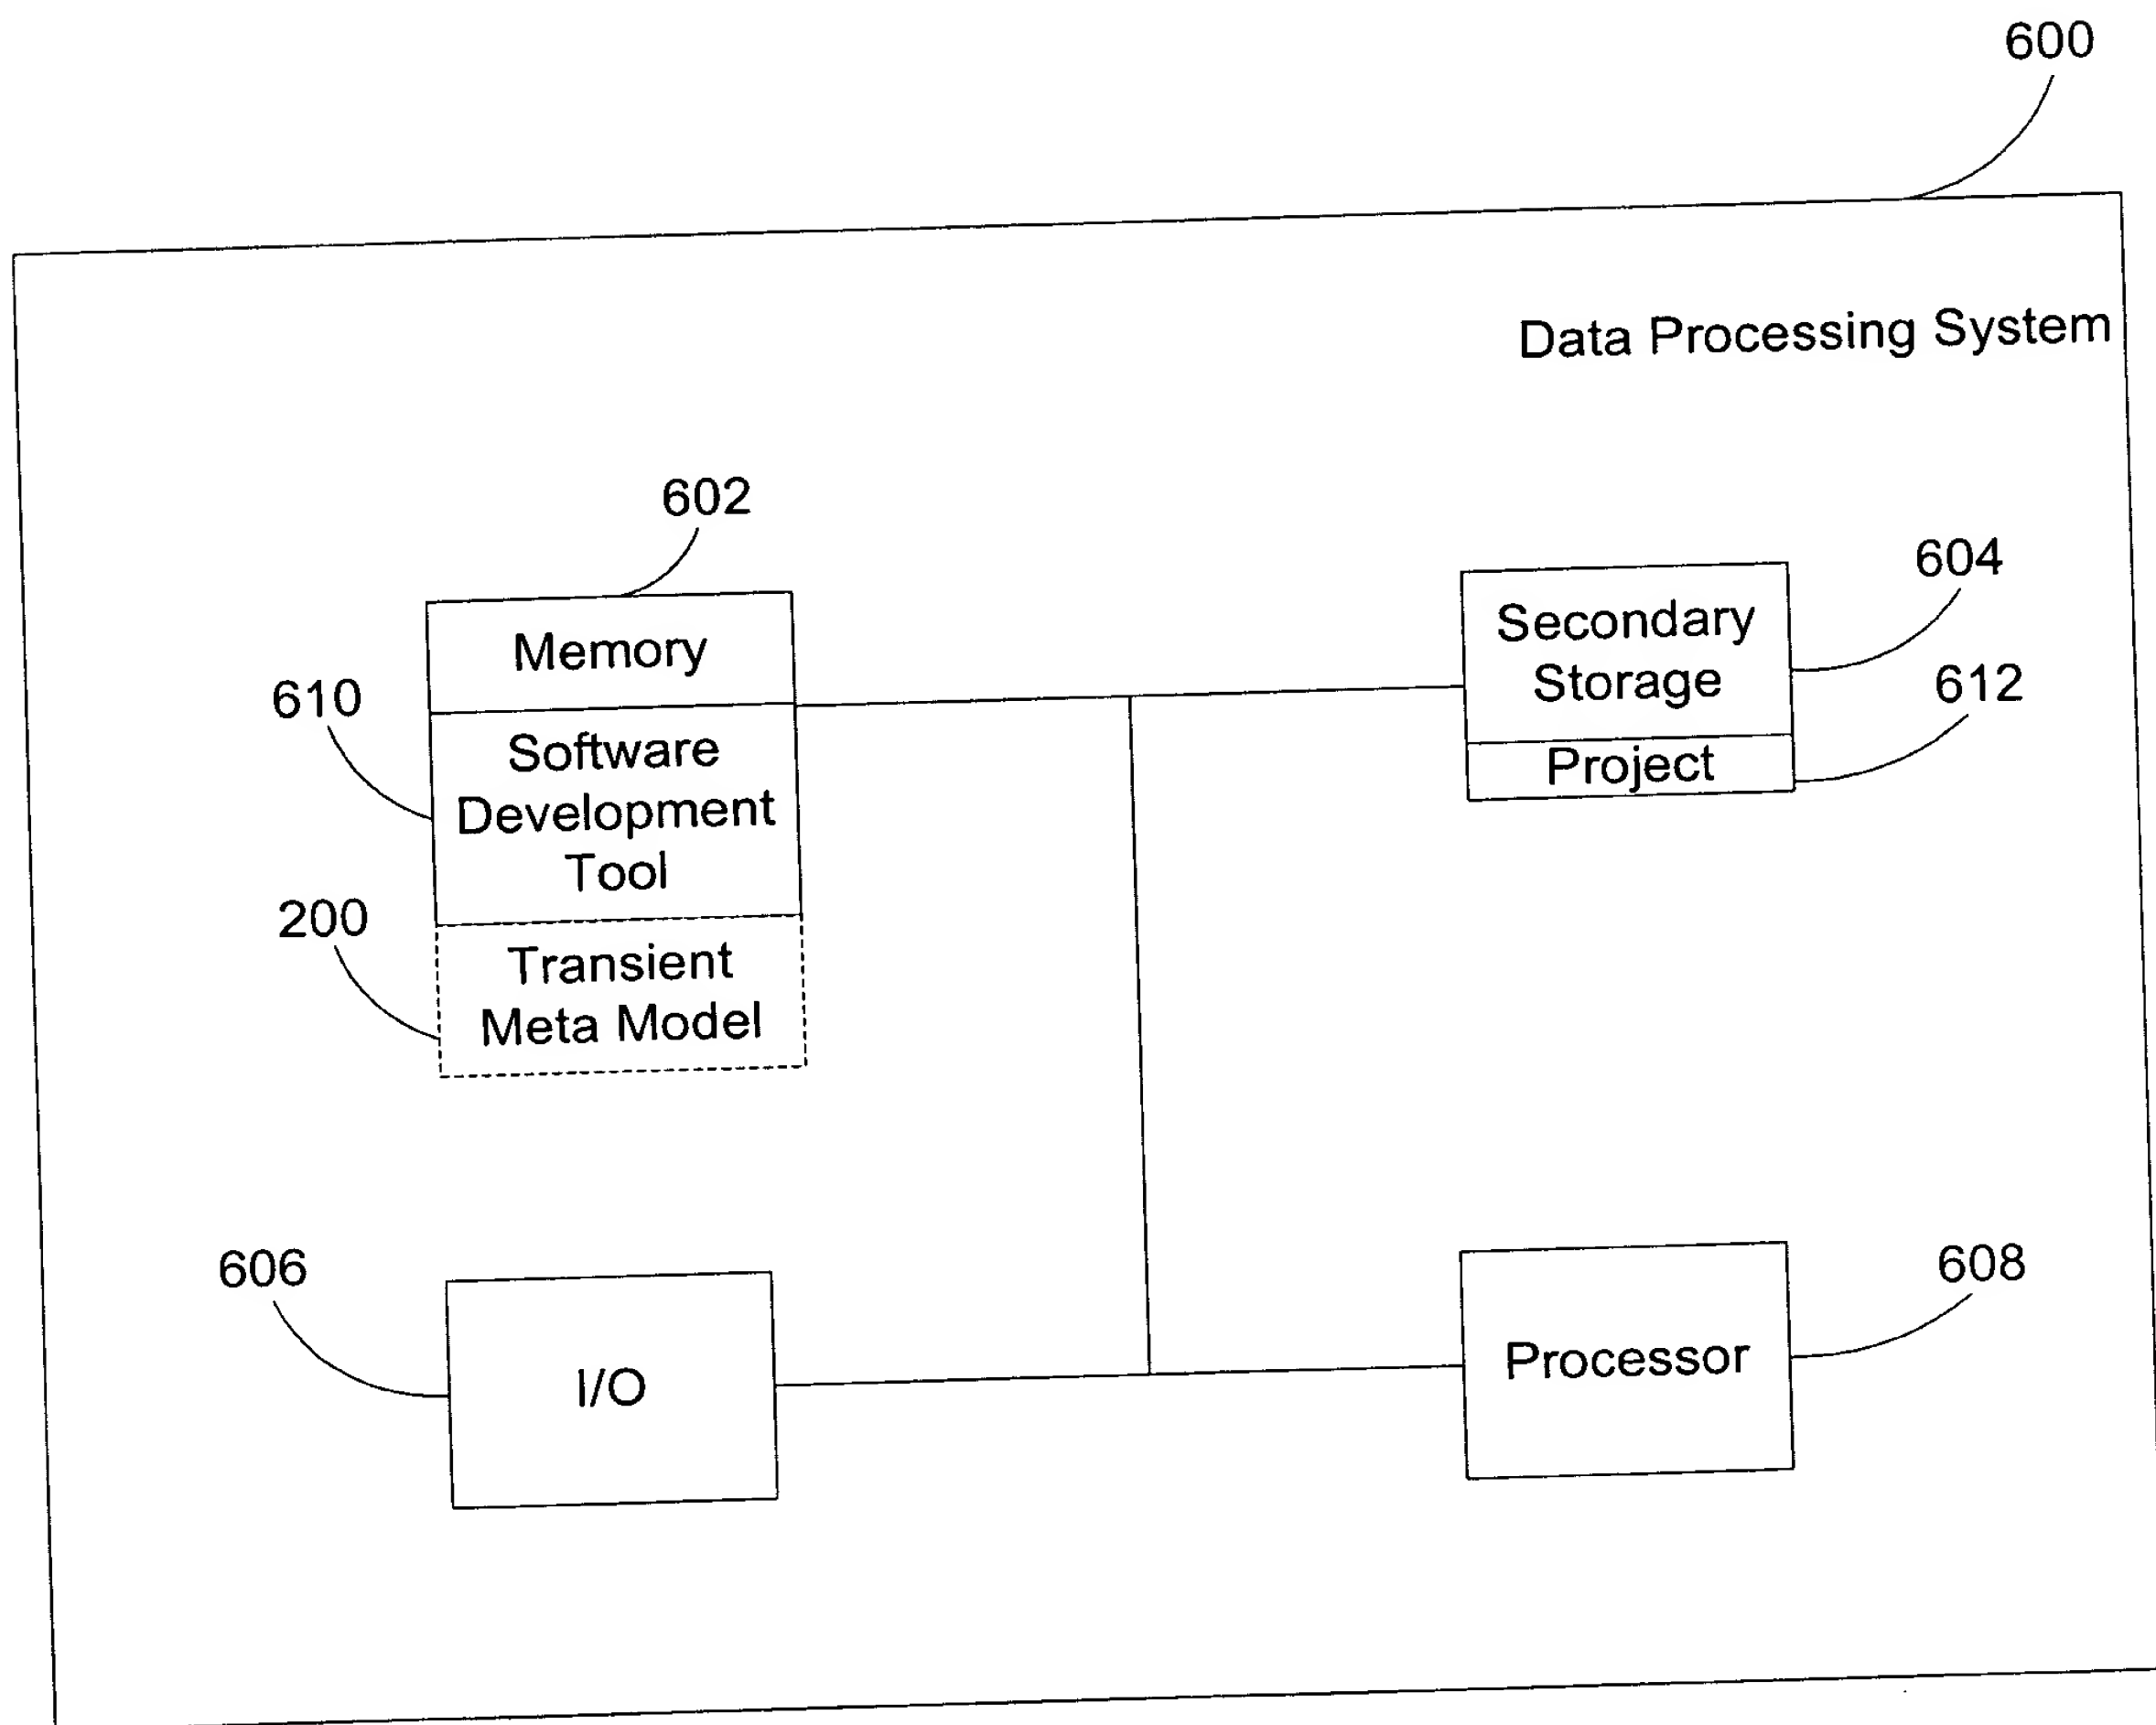 600
Data Processing System
602
Memory
610
Software
Development
Tool
200
Transient
Meta Model
604
Secondary
Storage
612
Project
606
I/O
608
Processor